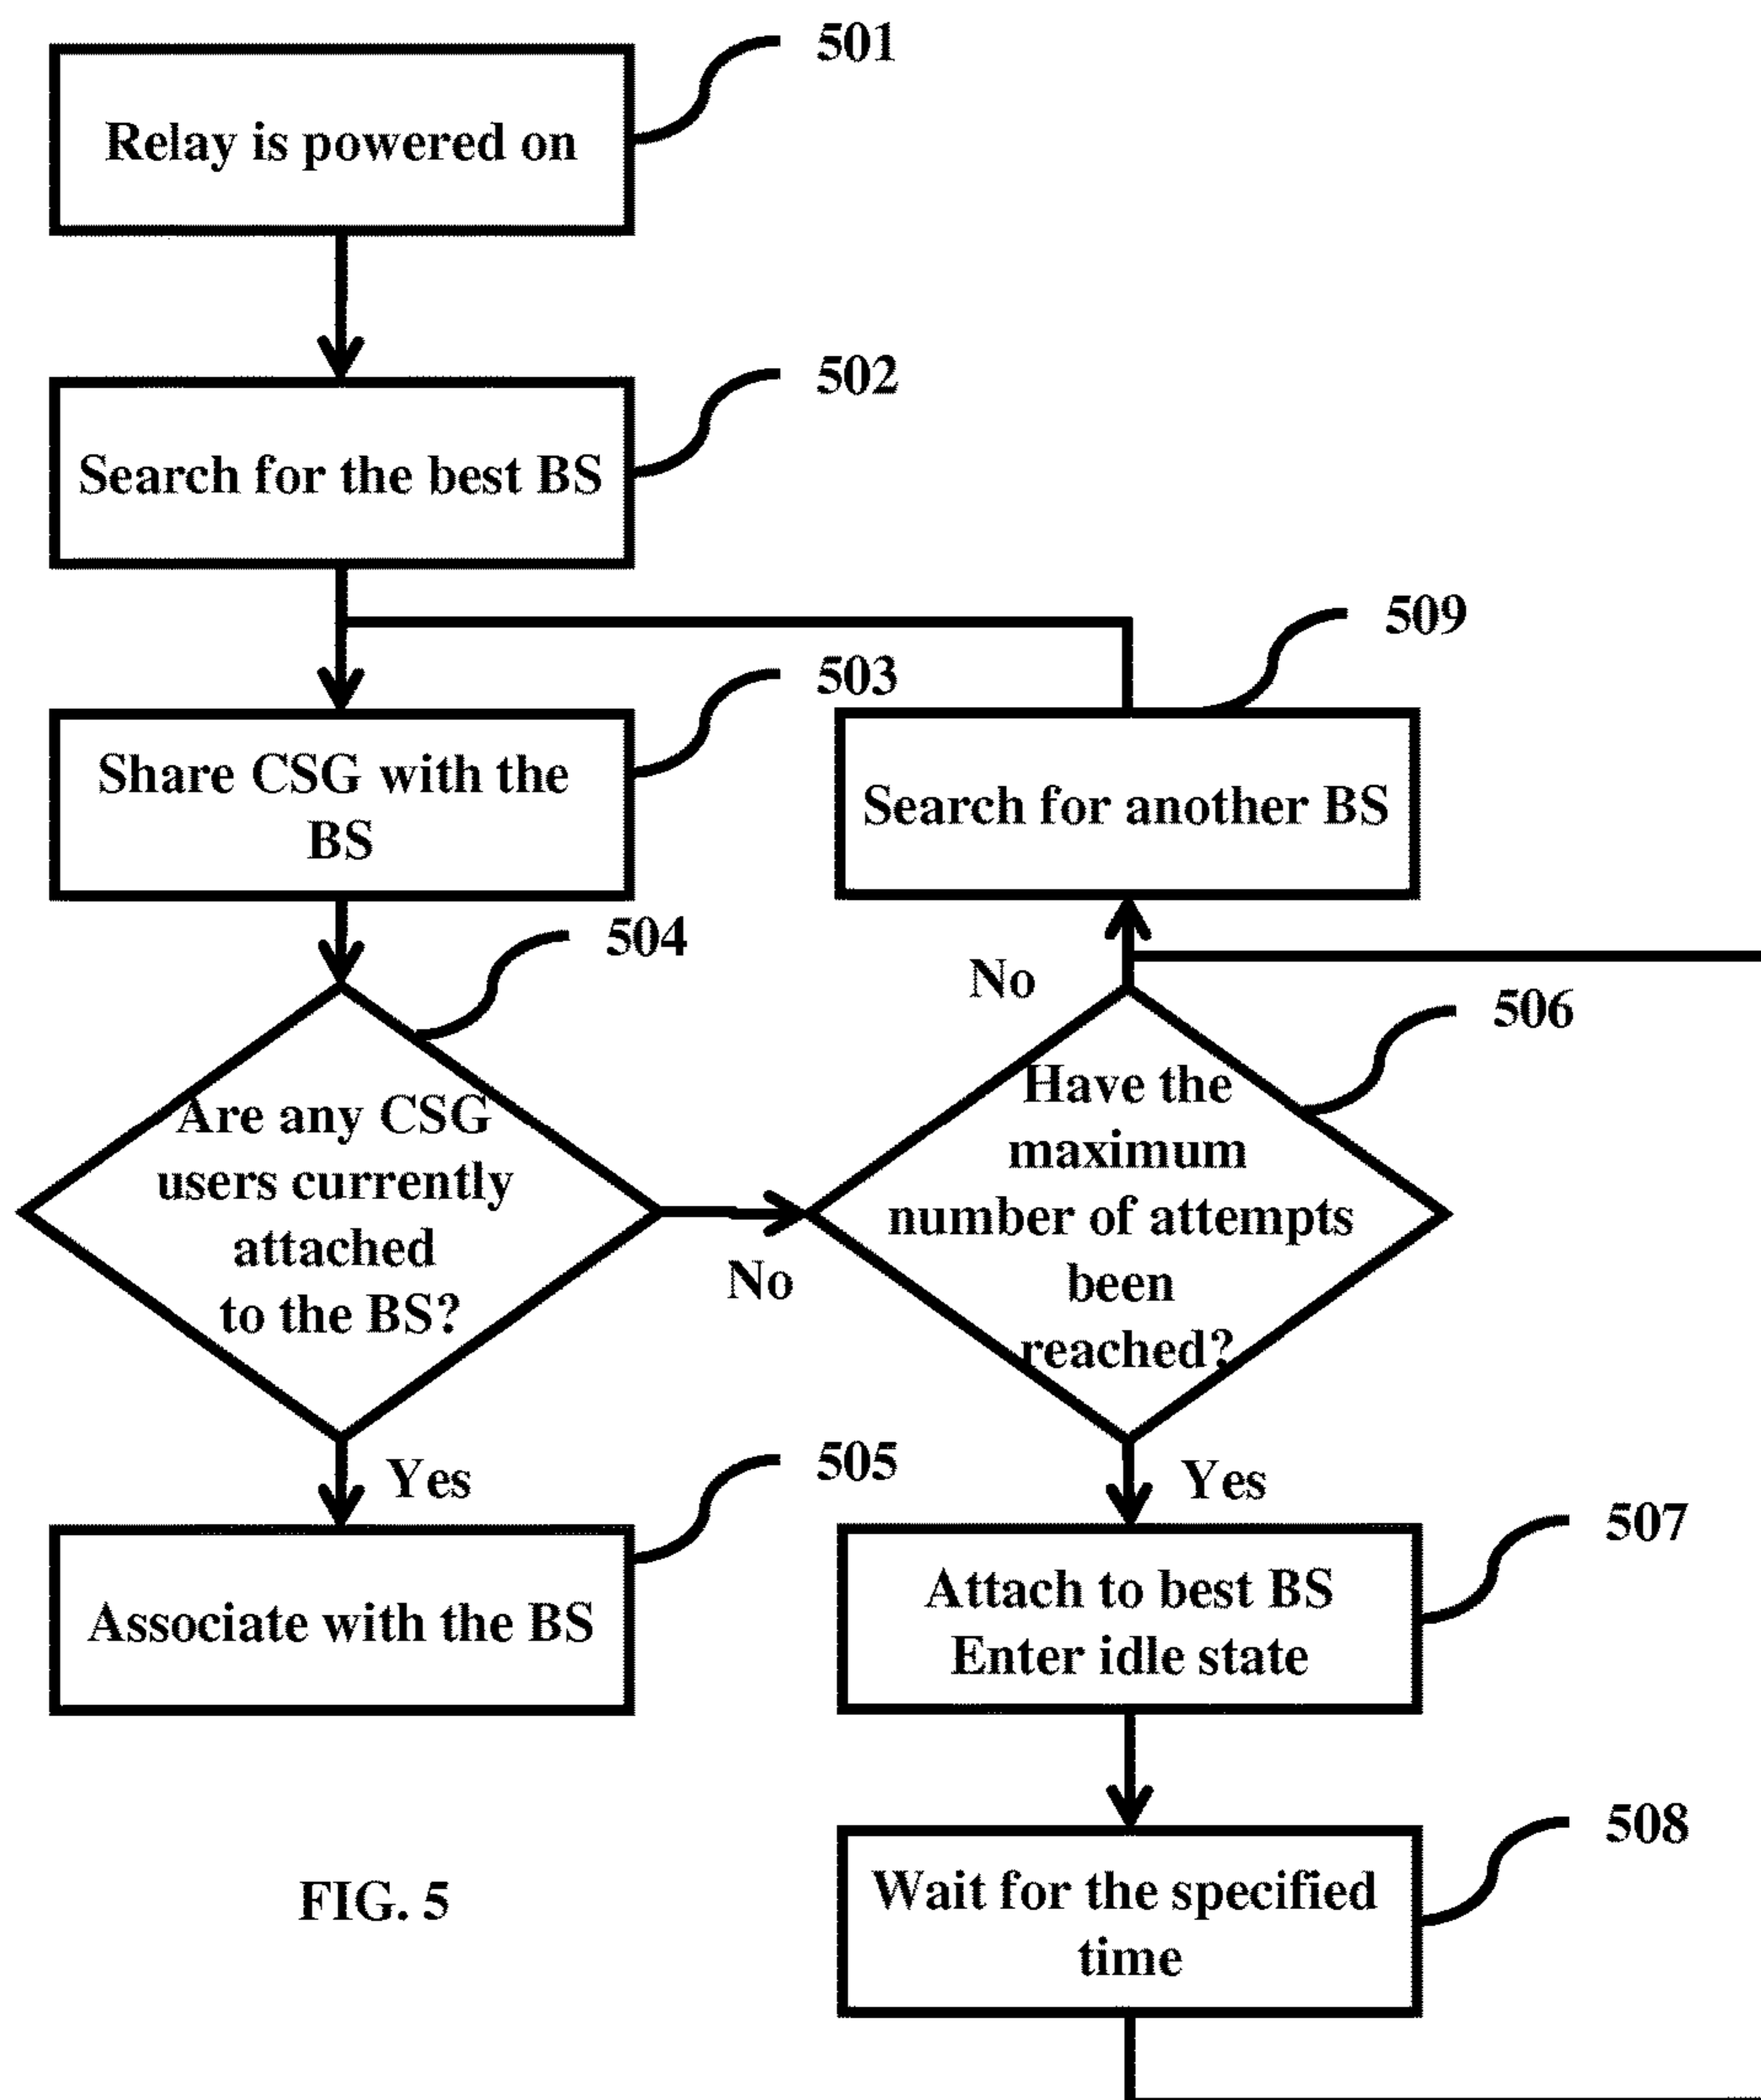 501
Relay is powered on
502
Search for the best BS
509
503
Share CSG with the
BS
Search for another BS
504
No
506
Are any CSG
users currently
attached
to the BS?
No
Have the
maximum
number of attempts
been
reached?
Yes
505
Associate with the BS
Yes
507
Attach to best BS
Enter idle state
508
Wait for the specified
time
FIG. 5